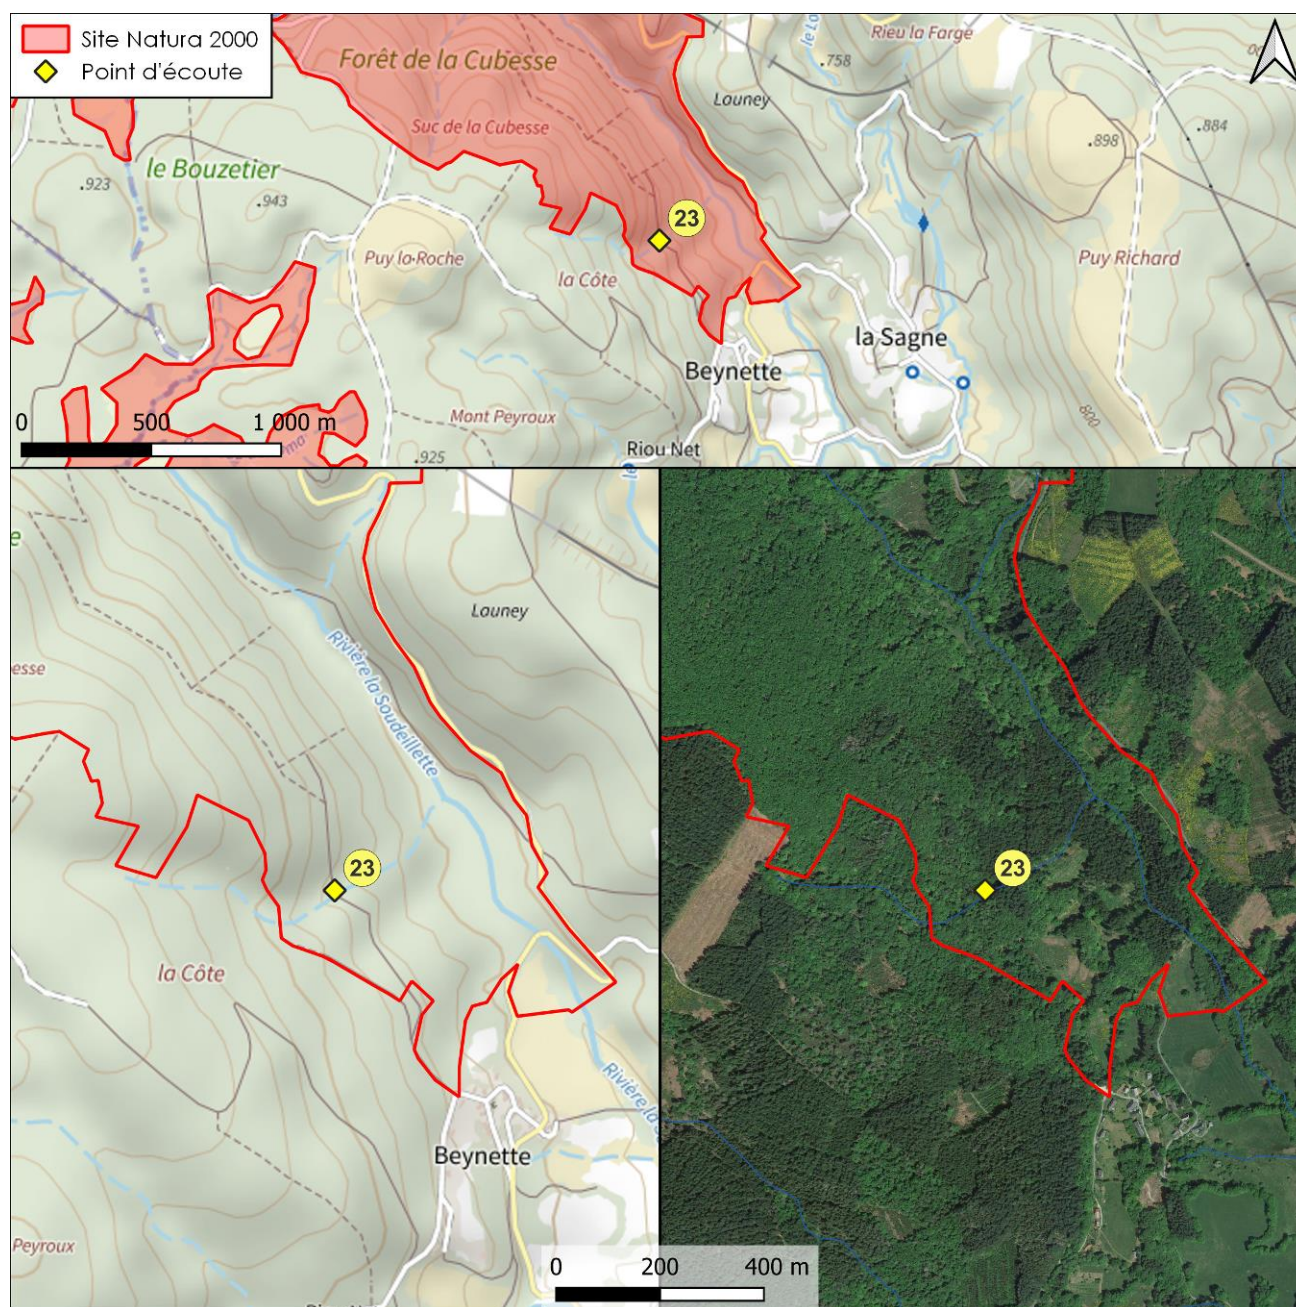 Site Natura 2000
Point d'écoute
Forêt de la Cubesse
Rieu la Farge
.758
Launey
Suc de la Cubesse
.898
.884
le Bouzetier
.923
.943
23
Puy la Roche
la Côte
Puy Richard
la Sagne
Beynette
0 500 1 000 m
Mont Peyroux
800
Riou Net
.925
Launey
Rivière la Soudeillette
esse
23
23
la Côte
Rivière la
Beynette
Peyroux
0 200 400 m